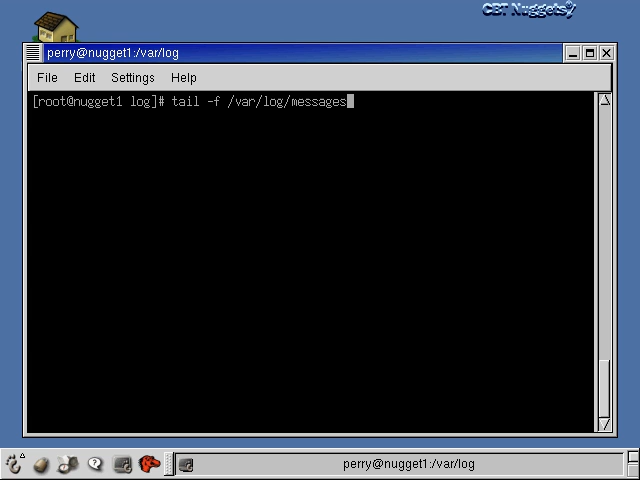 CBT Nuggets
perry@nugget1:/var/log
File Edit Settings Help
[root@nugget1 log]# tail -f /var/log/messages
perry@nugget1:/var/log